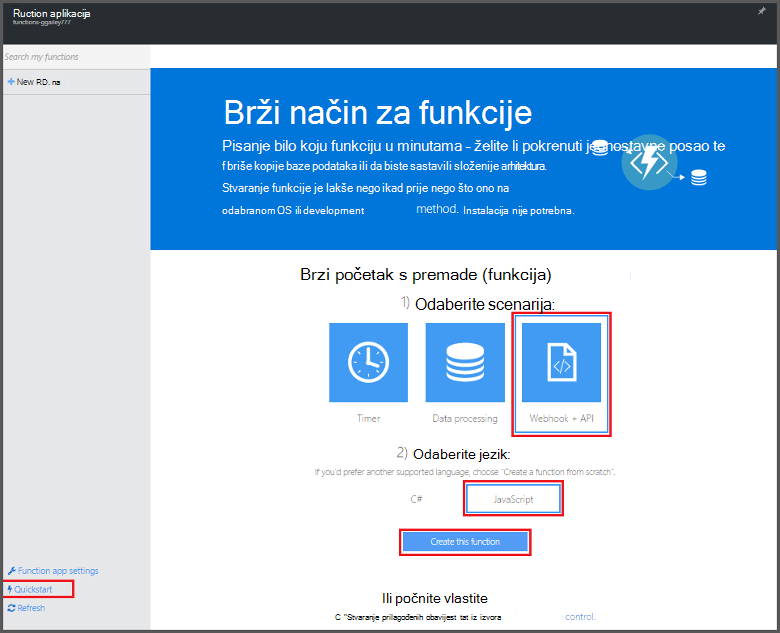 Ruction aplikacija
functions-ggailey777
Search my functions
New RD. na
Brži način za funkcije
Pisanje bilo koju funkciju u minutama - želite li pokrenuti jednostavne posao te
f briše kopije baze podataka ili da biste sastavili složenije arhitektura.
Stvaranje funkcije je lakše nego ikad prije nego što ono na
odabranom OS ili development method. Instalacija nije potrebna.
Brzi početak s premade (funkcija)
1) Odaberite scenarija:
Timer Data processing Webhook + API
2) Odaberite jezik:
If you'd prefer another supported language, choose "Create a function from scratch".
C# JavaScript
Create this function
Function app settings
Quickstart
Refresh
Ili počnite vlastite
C "Stvaranje prilagođenih obavijest tat iz izvora control.